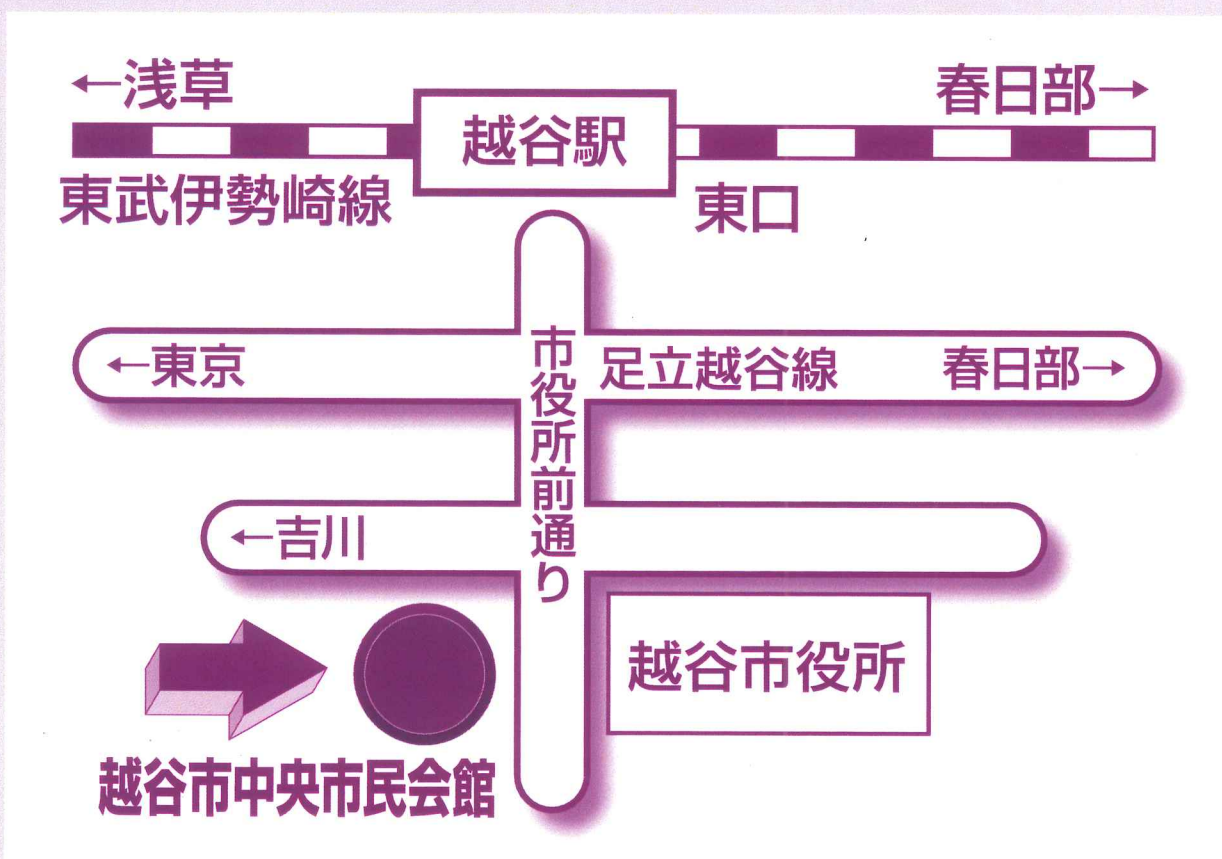 ←浅草
越谷駅
春日部→
東武伊勢崎線
東口
←東京
市役所前通り
足立越谷線
春日部→
←吉川
越谷市役所
越谷市中央市民会館